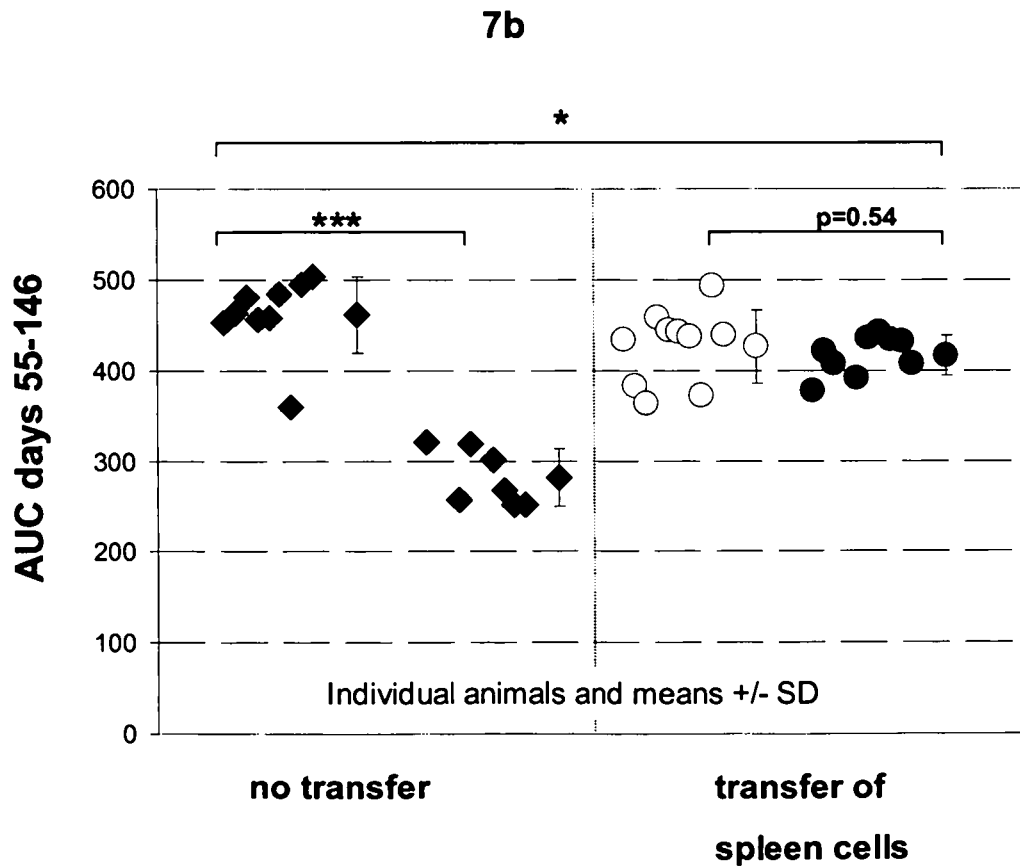 7b
*
600
***
p=0.54
500
400
300
200
100
0
AUC days 55-146
Individual animals and means +/- SD
no transfer
transfer of
spleen cells